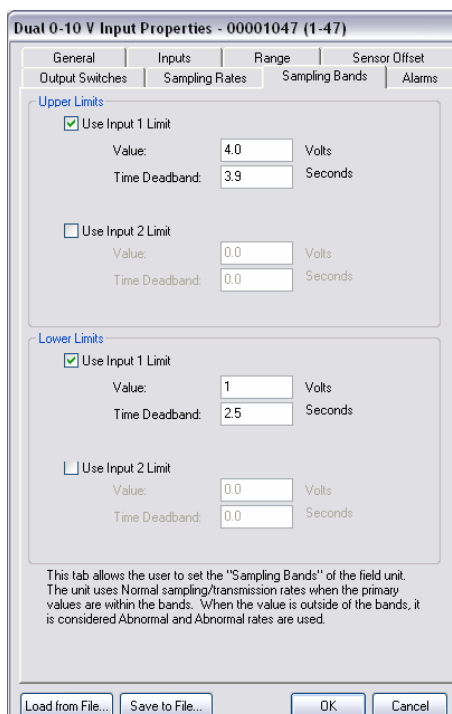 Dual 0-10 V Input Properties - 00001047 (1-47)
General Inputs Range Sensor Offset
Output Switches Sampling Rates Sampling Bands Alarms
Upper Limits
Use Input 1 Limit
Value: 4.0 Volts
Time Deadband: 3.9 Seconds
Use Input 2 Limit
Value: 0.0 Volts
Time Deadband: 0.0 Seconds
Lower Limits
Use Input 1 Limit
Value: 1 Volts
Time Deadband: 2.5 Seconds
Use Input 2 Limit
Value: 0.0 Volts
Time Deadband: 0.0 Seconds
This tab allows the user to set the "Sampling Bands" of the field unit.
The unit uses Normal sampling/transmission rates when the primary
values are within the bands. When the value is outside of the bands, it
is considered Abnormal and Abnormal rates are used.
Load from File... Save to File... OK Cancel